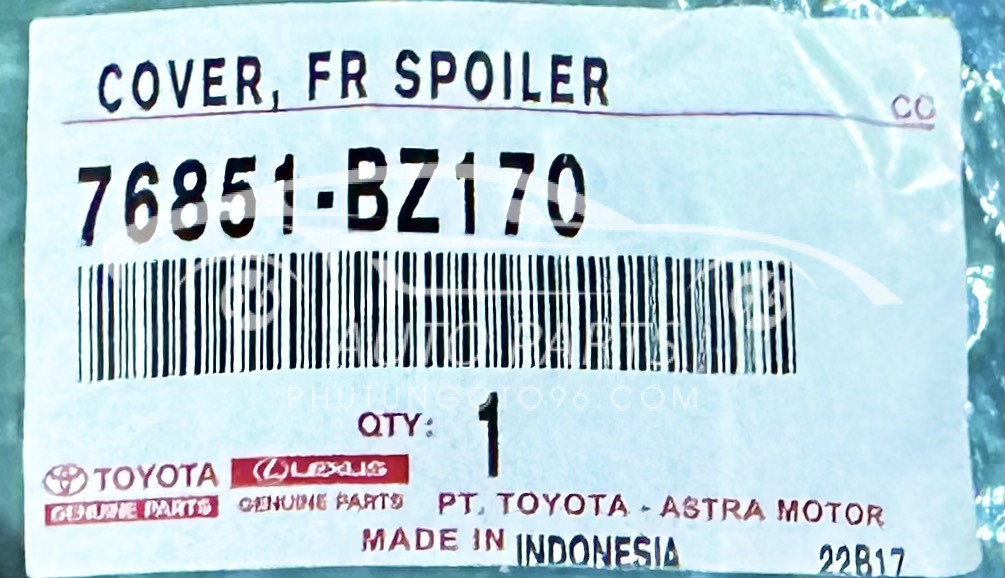 COVER, FR SPOILER
CC
76851-BZ170
AUTO PARTS
PHUTUNGOTO96.COM
QTY: 1
TOYOTA LEXUS
GENUINE PARTS GENUINE PARTS
PT. TOYOTA - ASTRA MOTOR
MADE IN INDONESIA 22B17